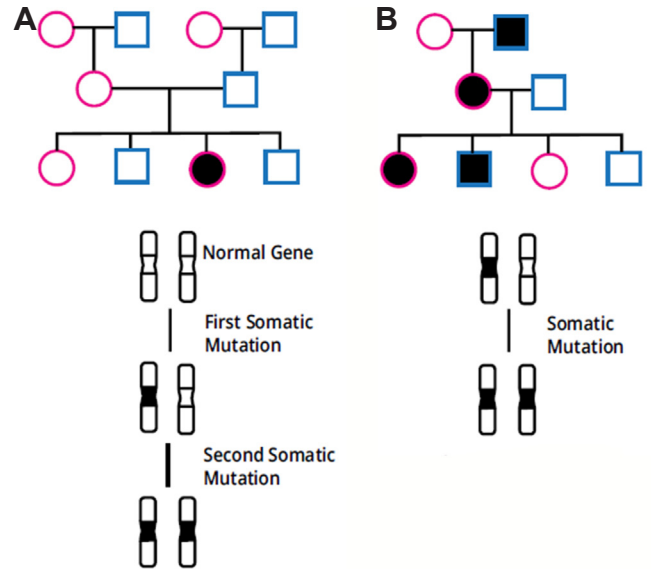 A
B
Normal Gene
First Somatic
Mutation
Somatic
Mutation
Second Somatic
Mutation